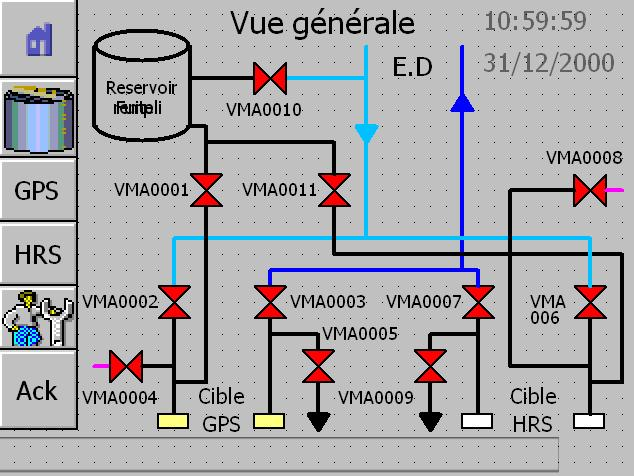 Vue générale
10:59:59
31/12/2000
E.D
Reservoir
VMA0010
VMA0008
GPS
VMA0001
VMA0011
HRS
VMA0002
VMA0003
VMA0007
VMA
006
VMA0005
Ack
VMA0004
Cible
GPS
VMA0009
Cible
HRS